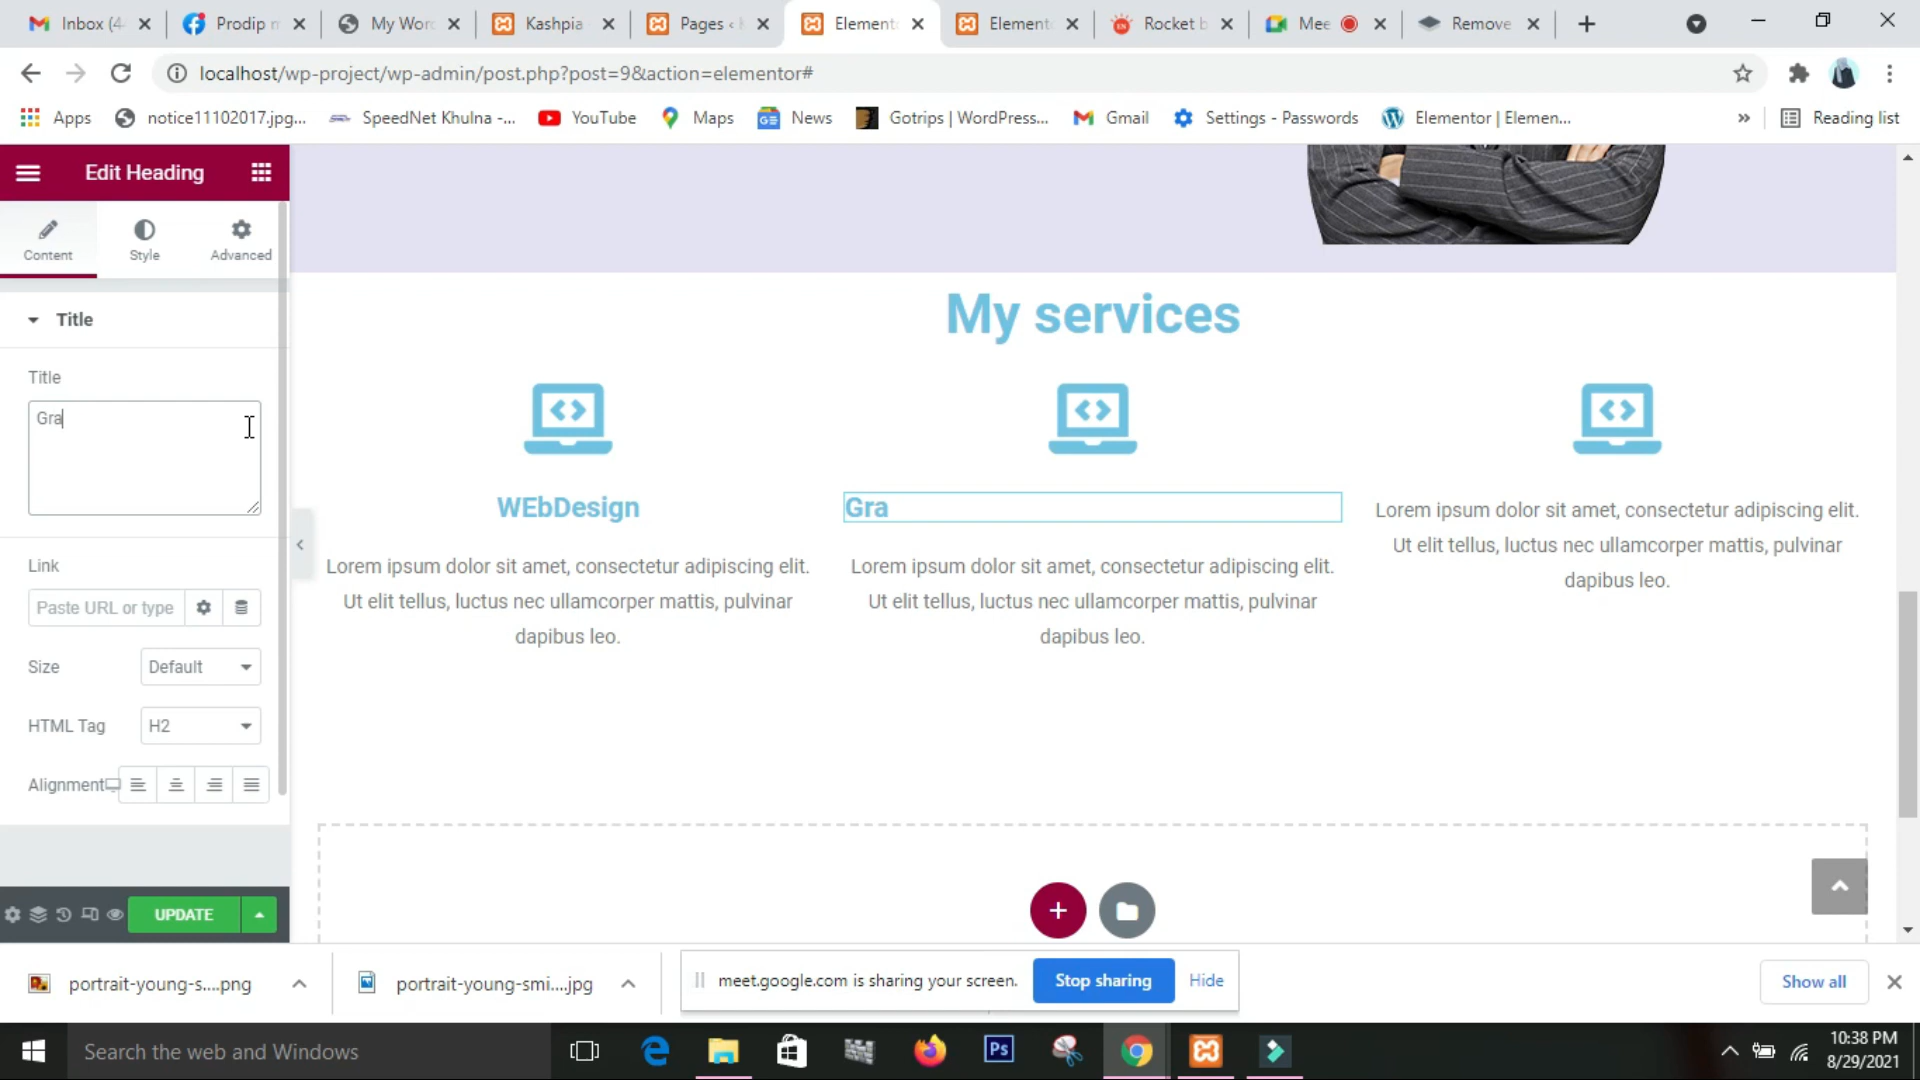 Inbox (4
Prodip m
My Word
Kashpia
Pages ‹
Element
Element
Rocket b
Mee
Remove
localhost/wp-project/wp-admin/post.php?post=9&action=elementor#
Apps
notice11102017.jpg...
SpeedNet Khulna -...
YouTube
Maps
News
Gotrips | WordPress...
Gmail
Settings - Passwords
Elementor | Elemen...
»
Reading list
Edit Heading
Content
Style
Advanced
Title
Title
Gra
Link
Paste URL or type
Size
Default
HTML Tag
H2
Alignment
UPDATE
My services
WEbDesign
Lorem ipsum dolor sit amet, consectetur adipiscing elit.
Ut elit tellus, luctus nec ullamcorper mattis, pulvinar
dapibus leo.
Gra
Lorem ipsum dolor sit amet, consectetur adipiscing elit.
Ut elit tellus, luctus nec ullamcorper mattis, pulvinar
dapibus leo.
Lorem ipsum dolor sit amet, consectetur adipiscing elit.
Ut elit tellus, luctus nec ullamcorper mattis, pulvinar
dapibus leo.
portrait-young-s....png
portrait-young-smi....jpg
meet.google.com is sharing your screen.
Stop sharing
Hide
Show all
Search the web and Windows
Ps
10:38 PM
8/29/2021